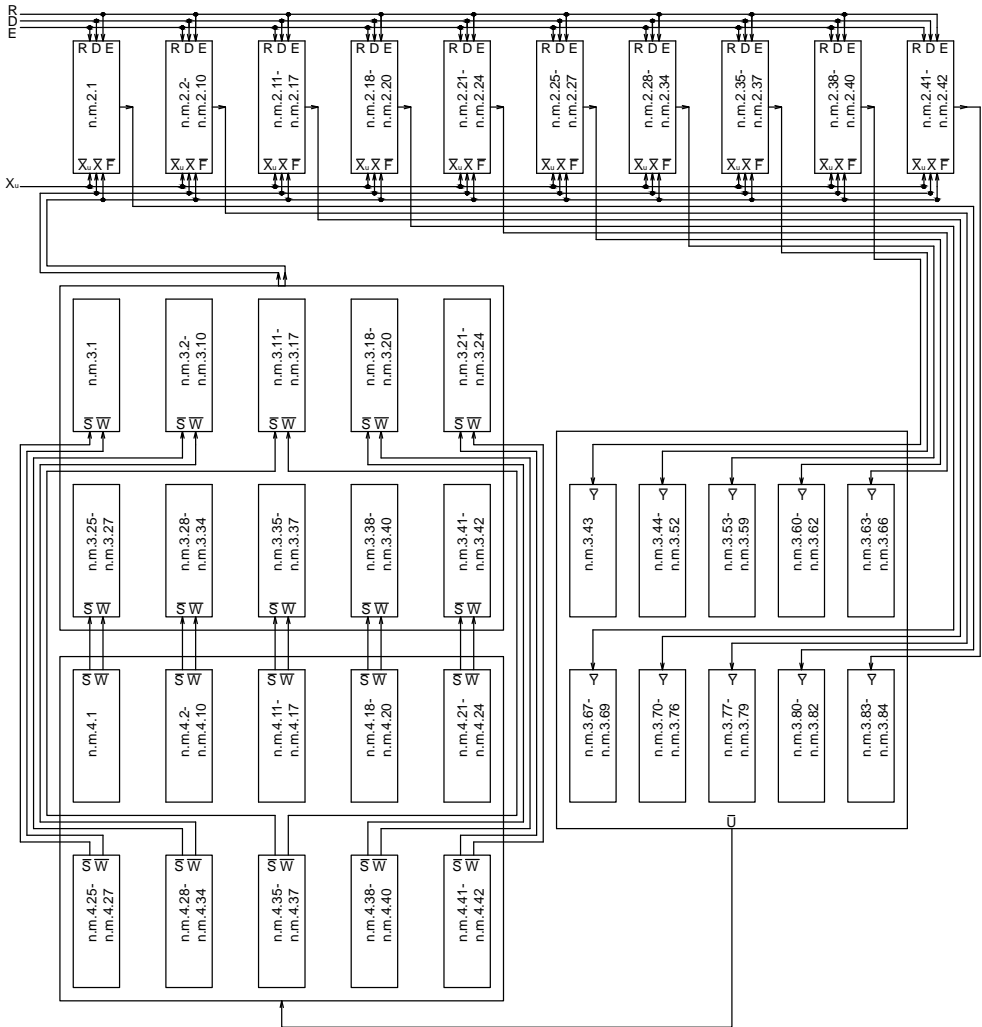 R
D
E
R D E
R D E
R D E
R D E
R D E
R D E
R D E
R D E
R D E
R D E
n.m.2.1
n.m.2.2-
n.m.2.10
n.m.2.11-
n.m.2.17
n.m.2.18-
n.m.2.20
n.m.2.21-
n.m.2.24
n.m.2.25-
n.m.2.27
n.m.2.28-
n.m.2.34
n.m.2.35-
n.m.2.37
n.m.2.38-
n.m.2.40
n.m.2.41-
n.m.2.42
X̅u X̅ F̅
X̅u X̅ F̅
X̅u X̅ F̅
X̅u X̅ F̅
X̅u X̅ F̅
X̅u X̅ F̅
X̅u X̅ F̅
X̅u X̅ F̅
X̅u X̅ F̅
X̅u X̅ F̅
Xu
n.m.3.1
n.m.3.2-
n.m.3.10
n.m.3.11-
n.m.3.17
n.m.3.18-
n.m.3.20
n.m.3.21-
n.m.3.24
S̅ W̅
S̅ W̅
S̅ W̅
S̅ W̅
S̅ W̅
n.m.3.25-
n.m.3.27
n.m.3.28-
n.m.3.34
n.m.3.35-
n.m.3.37
n.m.3.38-
n.m.3.40
n.m.3.41-
n.m.3.42
S̅ W̅
S̅ W̅
S̅ W̅
S̅ W̅
S̅ W̅
Y̅
Y̅
Y̅
Y̅
Y̅
n.m.3.43
n.m.3.44-
n.m.3.52
n.m.3.53-
n.m.3.59
n.m.3.60-
n.m.3.62
n.m.3.63-
n.m.3.66
S̅ W̅
S̅ W̅
S̅ W̅
S̅ W̅
S̅ W̅
n.m.4.1
n.m.4.2-
n.m.4.10
n.m.4.11-
n.m.4.17
n.m.4.18-
n.m.4.20
n.m.4.21-
n.m.4.24
Y̅
Y̅
Y̅
Y̅
Y̅
n.m.3.67-
n.m.3.69
n.m.3.70-
n.m.3.76
n.m.3.77-
n.m.3.79
n.m.3.80-
n.m.3.82
n.m.3.83-
n.m.3.84
U̅
S̅ W̅
S̅ W̅
S̅ W̅
S̅ W̅
S̅ W̅
n.m.4.25-
n.m.4.27
n.m.4.28-
n.m.4.34
n.m.4.35-
n.m.4.37
n.m.4.38-
n.m.4.40
n.m.4.41-
n.m.4.42